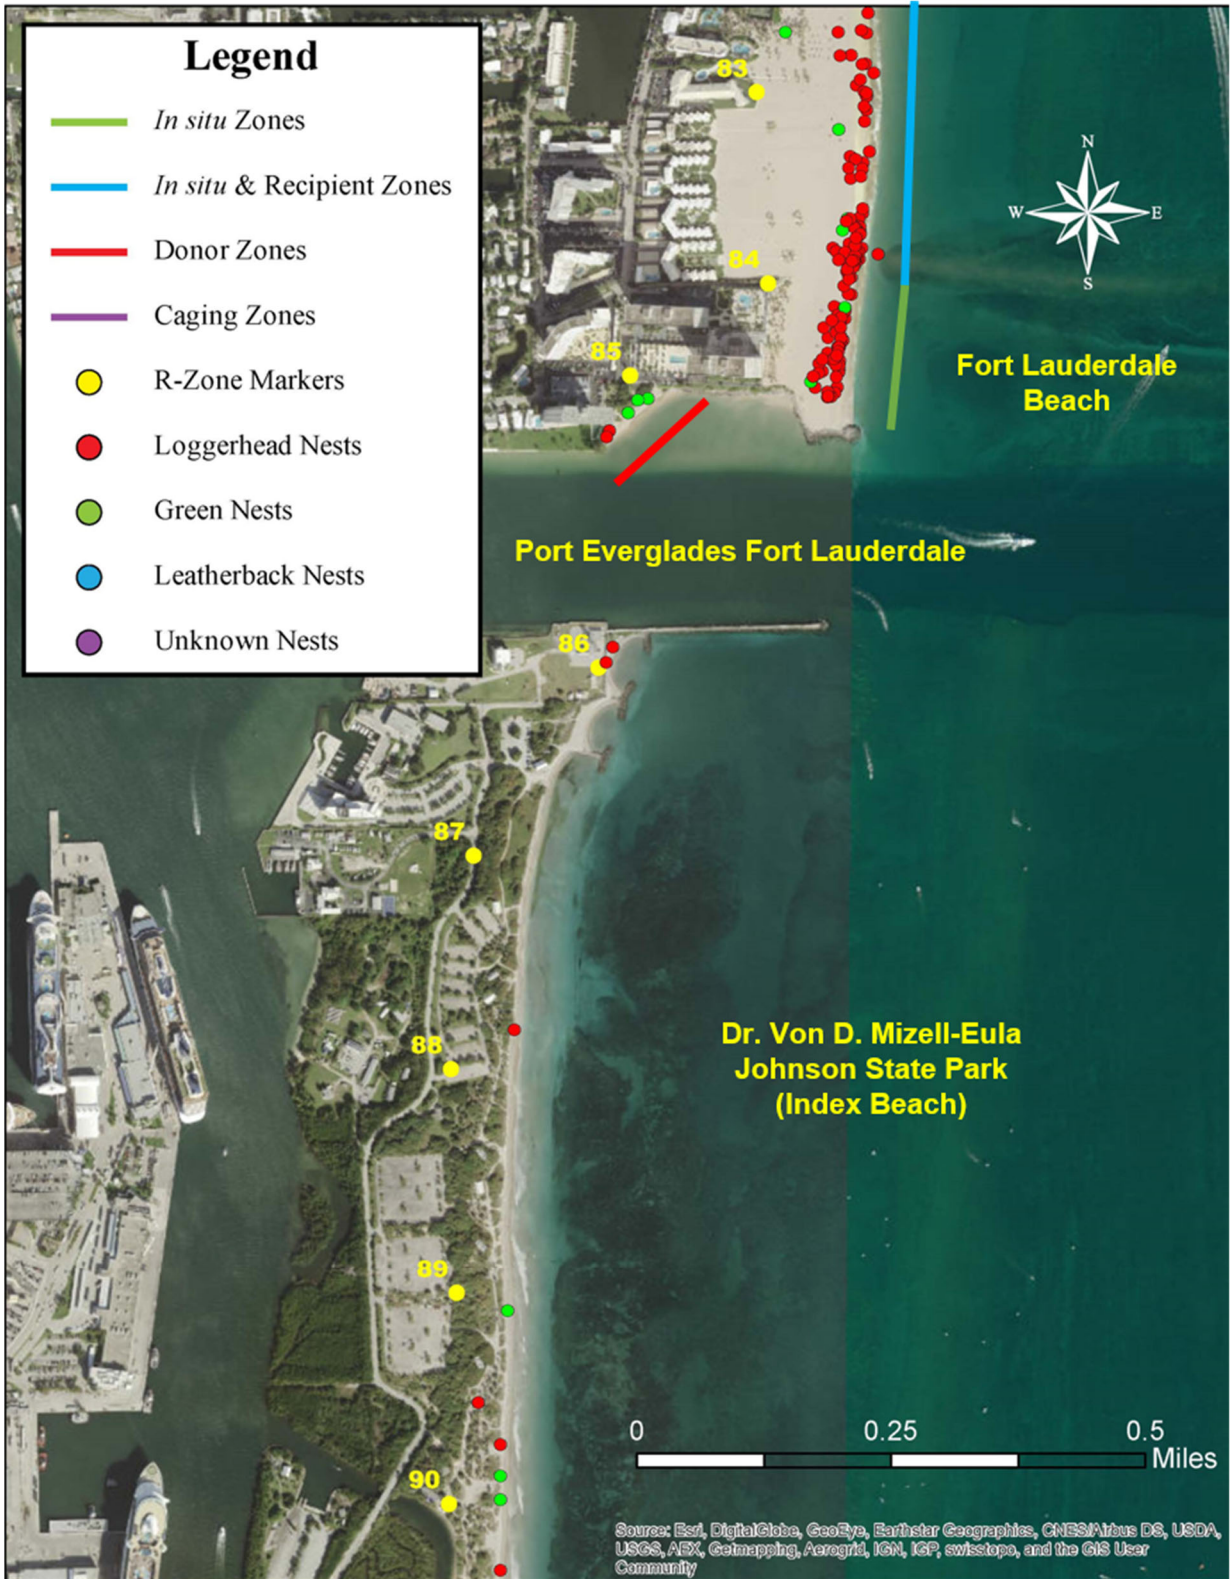 Legend
In situ Zones
In situ & Recipient Zones
Donor Zones
Caging Zones
R-Zone Markers
Loggerhead Nests
Green Nests
Leatherback Nests
Unknown Nests
83
84
85
N
W E
S
Fort Lauderdale
Beach
Port Everglades Fort Lauderdale
86
87
88
Dr. Von D. Mizell-Eula
Johnson State Park
(Index Beach)
89
90
0 0.25 0.5
Miles
Source: Esri, DigitalGlobe, GeoEye, Earthstar Geographics, CNES/Airbus DS, USDA,
USGS, AEX, Getmapping, Aerogrid, IGN, IGP, swisstopo, and the GIS User
Community